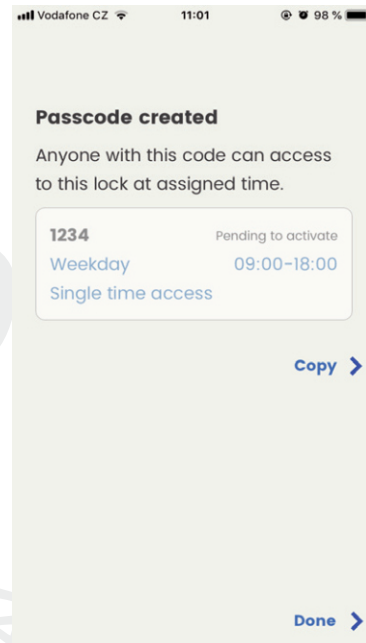 Vodafone CZ 11:01 98 %
Passcode created
Anyone with this code can access
to this lock at assigned time.
1234 Pending to activate
Weekday 09:00-18:00
Single time access
Copy
Done